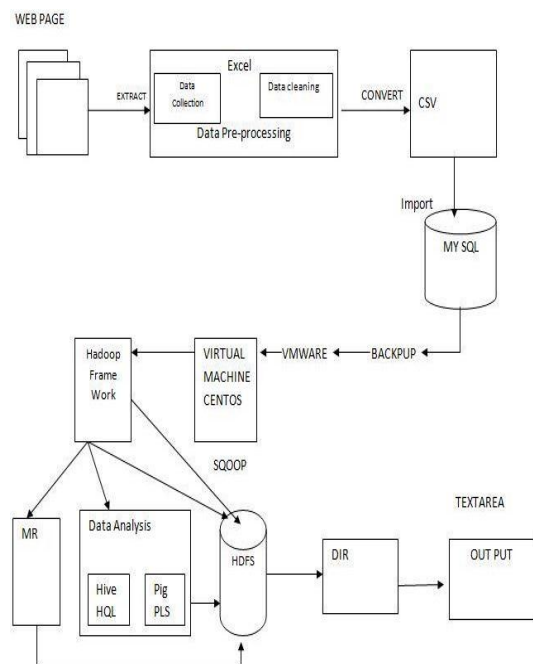 WEB PAGE
EXTRACT
Excel
Data
Collection
Data cleaning
Data Pre-processing
CONVERT
CSV
Import
MY SQL
BACKPUP
VMWARE
VIRTUAL
MACHINE
CENTOS
Hadoop
Frame
Work
SQOOP
MR
Data Analysis
Hive
HQL
Pig
PLS
HDFS
DIR
TEXTAREA
OUT PUT